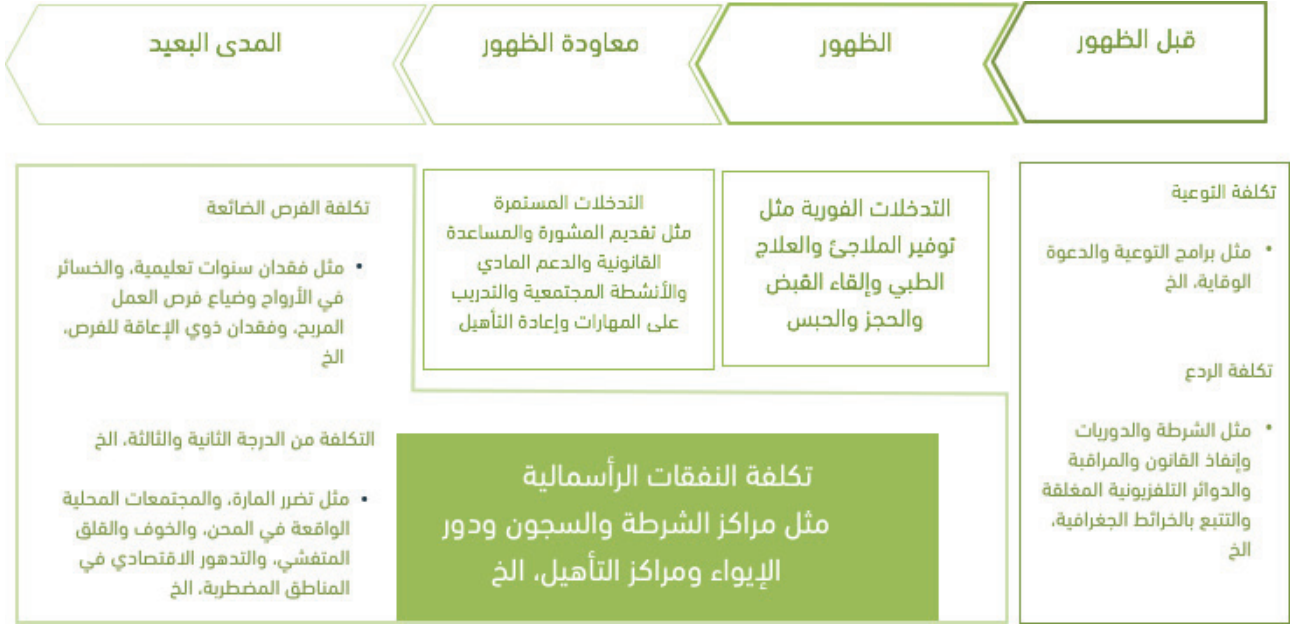 قبل الظهور
الظهور
معاودة الظهور
المدى البعيد
تكلفة التوعية
• مثل برامج التوعية والدعوة
الوقاية، الخ
تكلفة الردع
• مثل الشرطة والدوريات
وإنفاذ القانون والمراقبة
والدوائر التلفزيونية المغلقة
والتتبع بالخرائط الجغرافية،
الخ
التدخلات الفورية مثل
توفير الملاجئ والعلاج
الطبي وإلقاء القبض
والحجز والحبس
التدخلات المستمرة
مثل تقديم المشورة والمساعدة
القانونية والدعم المادي
والأنشطة المجتمعية والتدريب
على المهارات وإعادة التأهيل
تكلفة الفرص الضائعة
• مثل فقدان سنوات تعليمية، والخسائر
في الأرواح وضياع فرص العمل
المربح، وفقدان ذوي الإعاقة للفرص،
الخ
التكلفة من الدرجة الثانية والثالثة، الخ
• مثل تضرر المارة، والمجتمعات المحلية
الواقعة في المحن، والخوف والقلق
المتفشي، والتدهور الاقتصادي في
المناطق المضطربة، الخ
تكلفة النفقات الرأسمالية
مثل مراكز الشرطة والسجون ودور
الإيواء ومراكز التأهيل، الخ